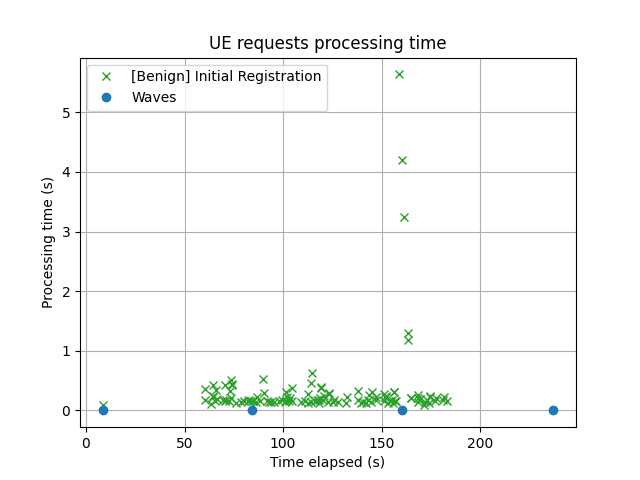 UE requests processing time
[Benign] Initial Registration
Waves
Processing time (s)
5
4
3
2
1
0
0
50
100
150
200
Time elapsed (s)